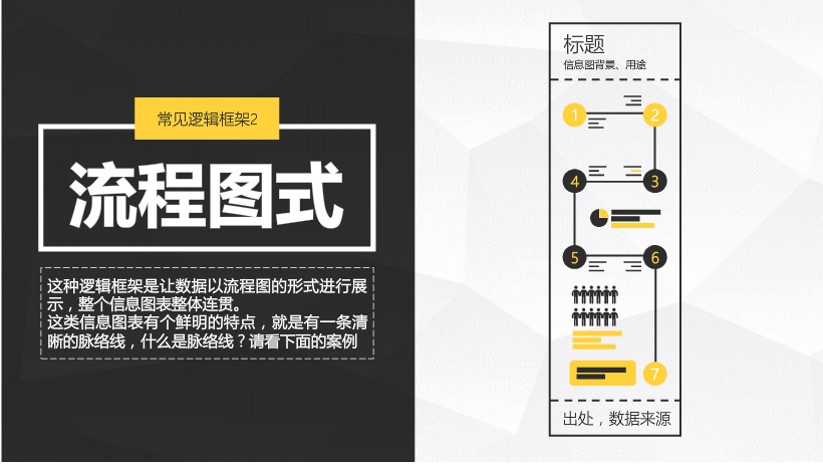 常见逻辑框架2
流程图式
这种逻辑框架是让数据以流程图的形式进行展
示，整个信息图表整体连贯。
这类信息图表有个鲜明的特点，就是有一条清
晰的脉络线，什么是脉络线？请看下面的案例
标题
信息图背景、用途
1
2
4
3
5
6
7
出处，数据来源